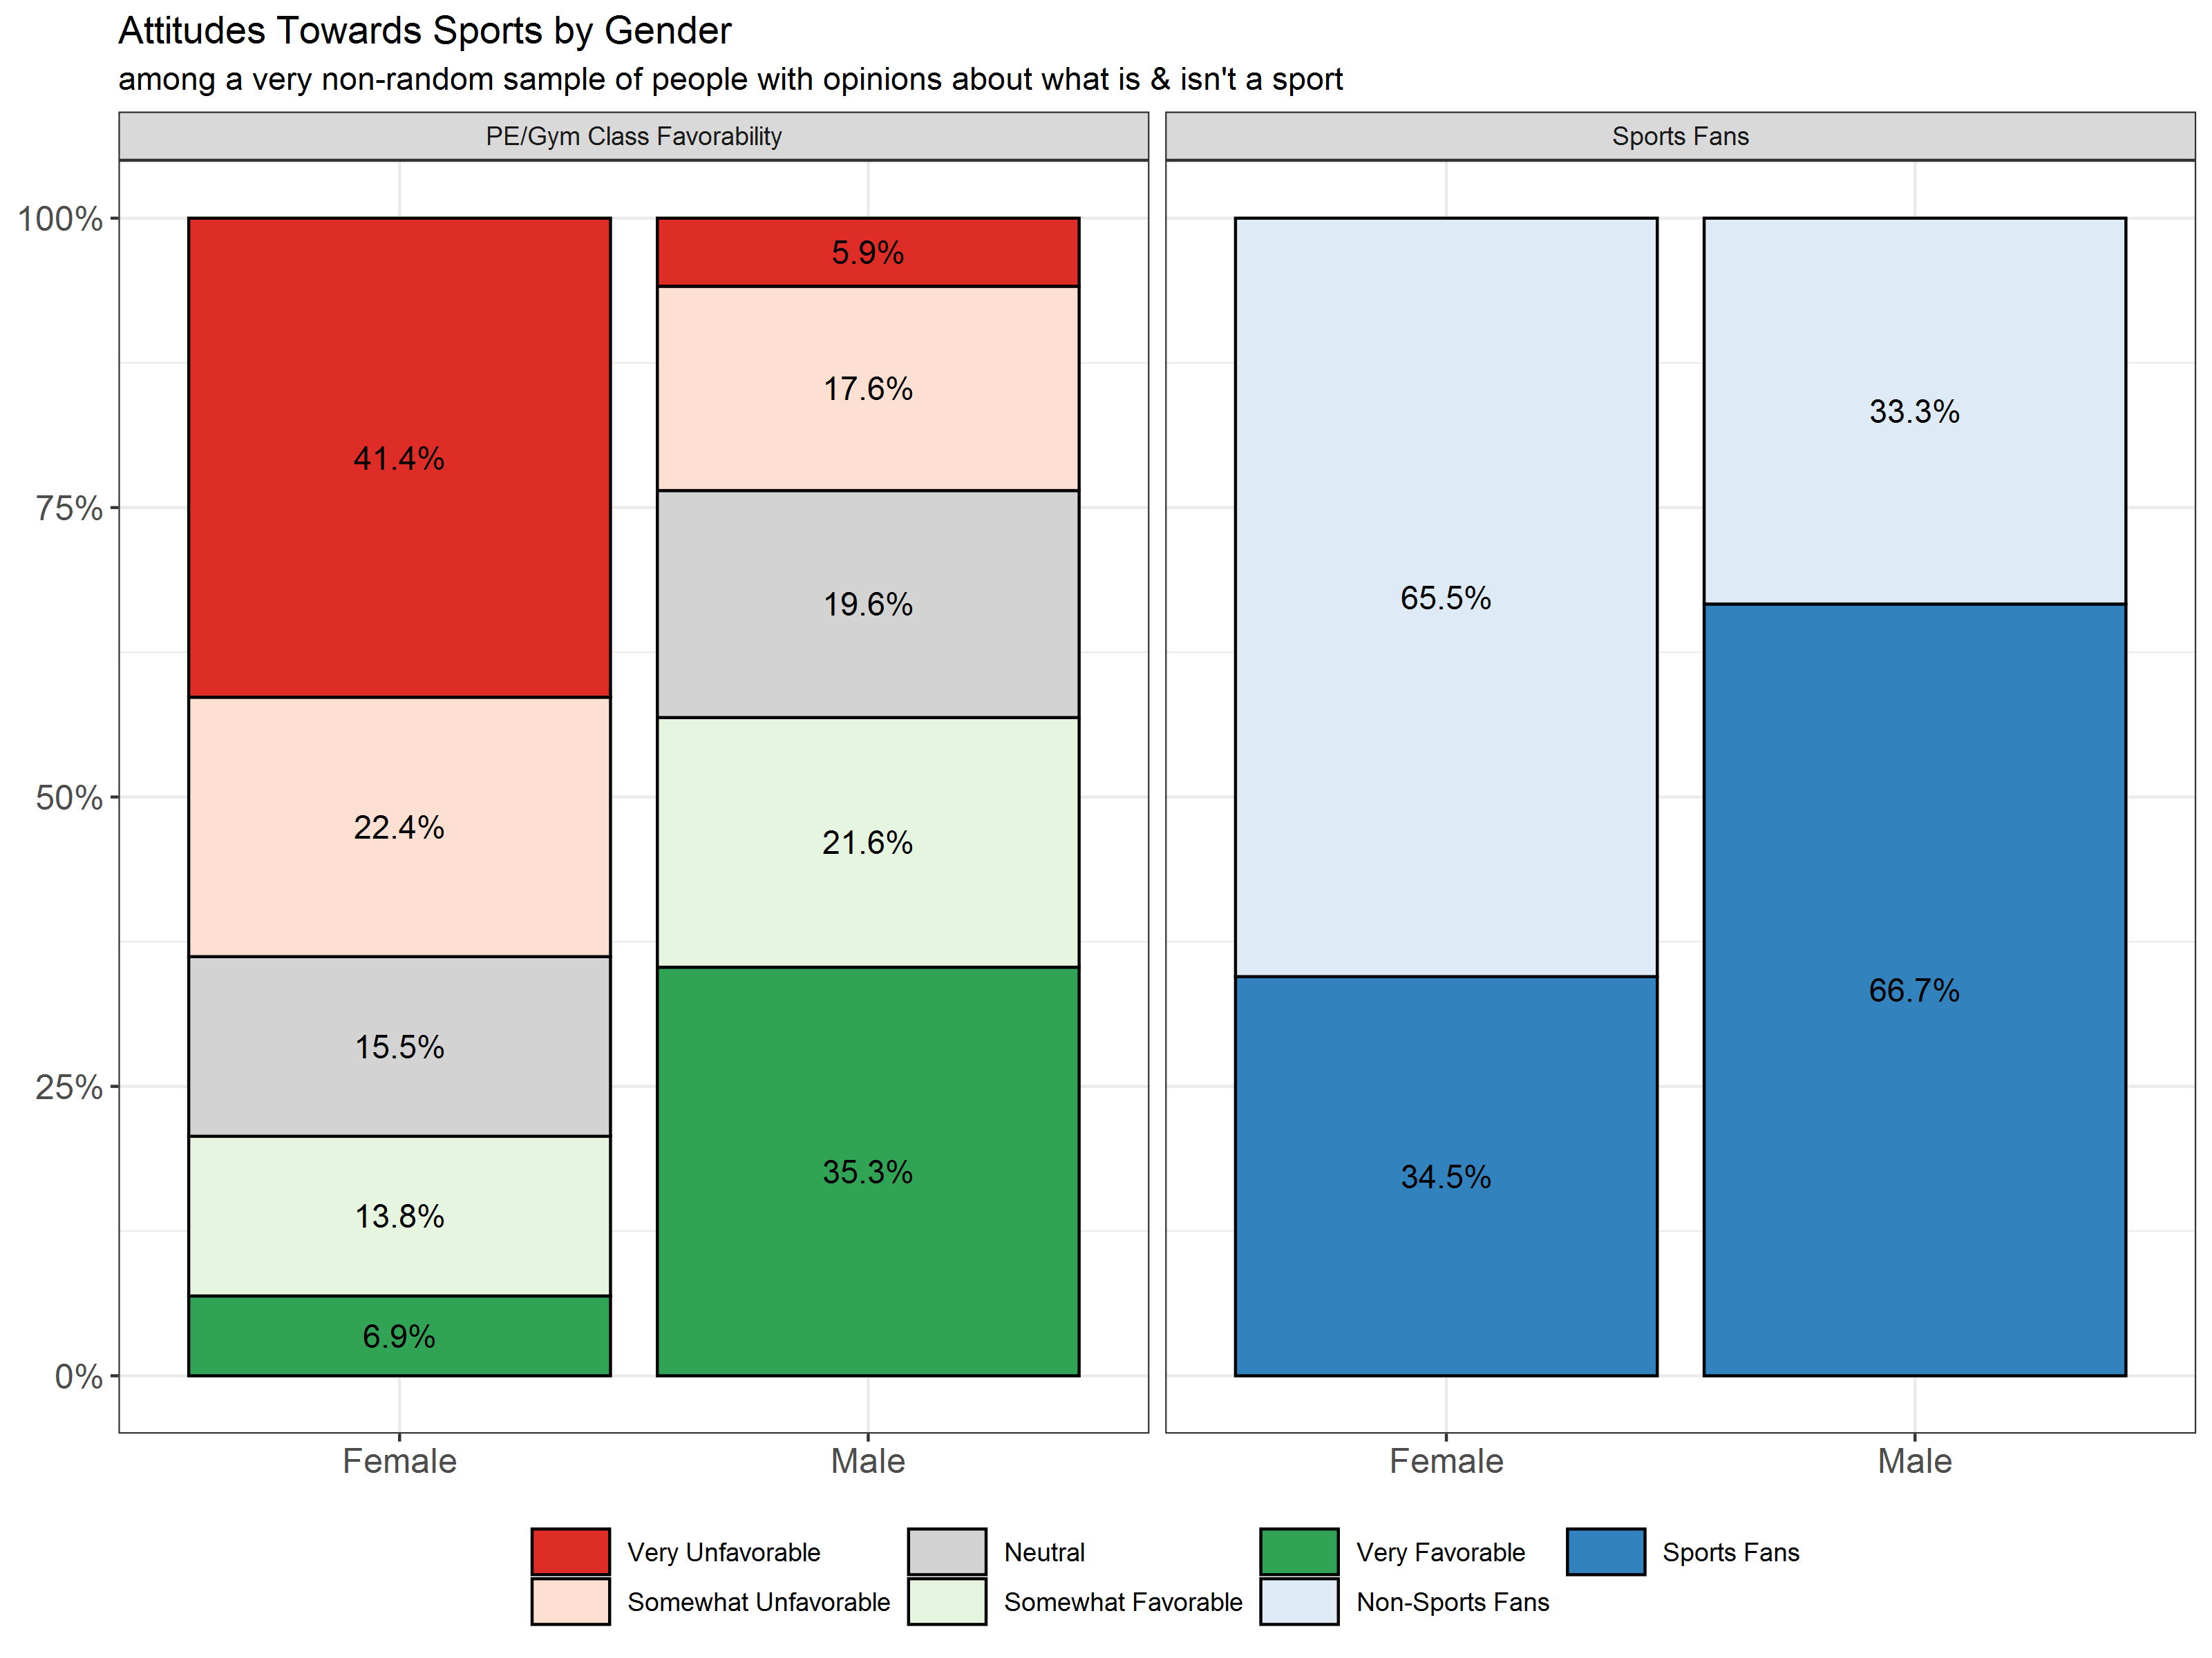 Attitudes Towards Sports by Gender
among a very non-random sample of people with opinions about what is & isn't a sport
PE/Gym Class Favorability
Sports Fans
100%
75%
50%
25%
0%
41.4%
22.4%
15.5%
13.8%
6.9%
5.9%
17.6%
19.6%
21.6%
35.3%
65.5%
34.5%
33.3%
66.7%
Female
Male
Female
Male
Very Unfavorable
Neutral
Very Favorable
Sports Fans
Somewhat Unfavorable
Somewhat Favorable
Non-Sports Fans